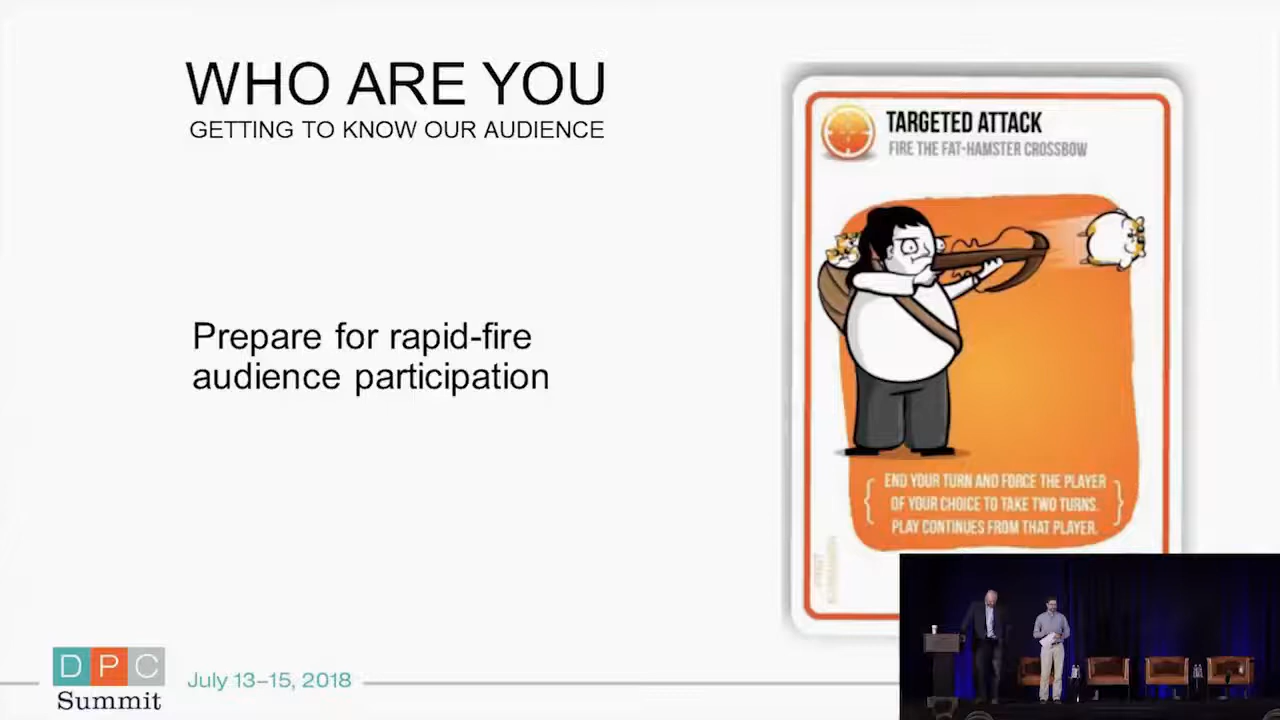 WHO ARE YOU
GETTING TO KNOW OUR AUDIENCE
Prepare for rapid-fire
audience participation
TARGETED ATTACK
FIRE THE FAT-HAMSTER CROSSBOW
END YOUR TURN AND FORCE THE PLAYER
OF YOUR CHOICE TO TAKE TWO TURNS.
PLAY CONTINUES FROM THAT PLAYER.
DPC
Summit
July 13–15, 2018